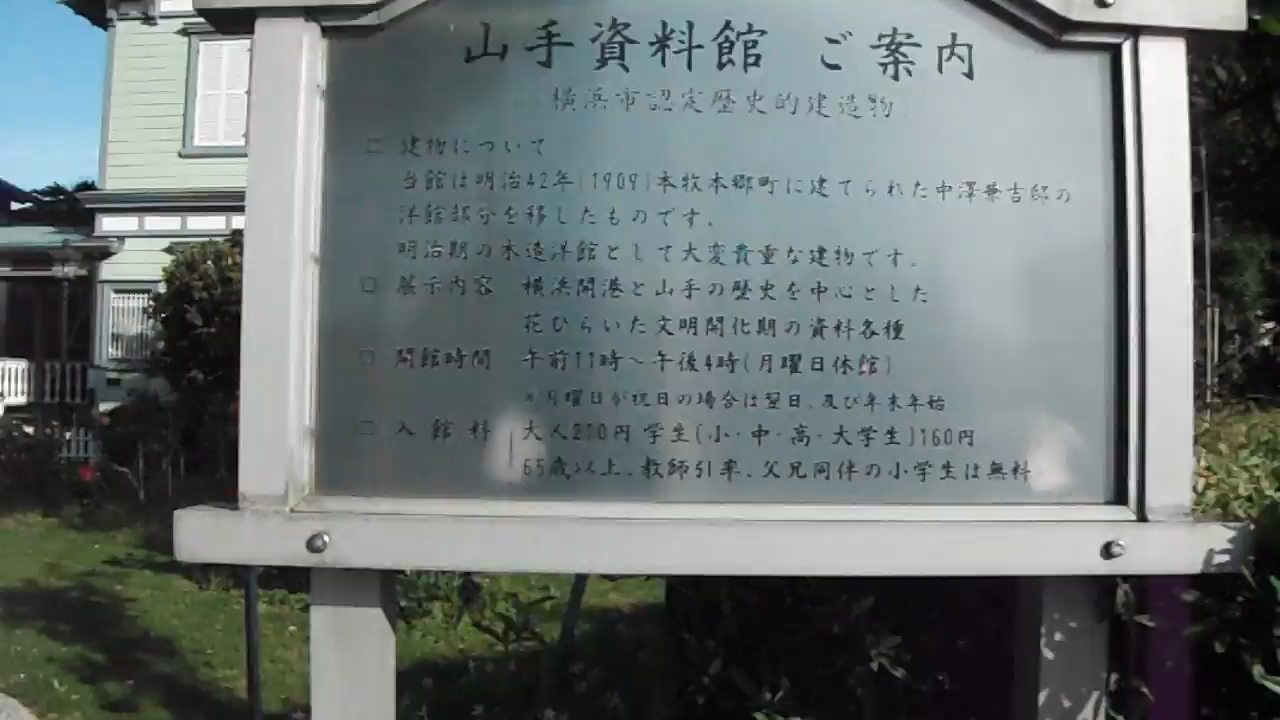 山手資料館 ご案内
横浜市認定歴史的建造物
□ 建物について
当館は明治42年(1909)本牧本郷町に建てられた中澤兼吉邸の
洋館部分を移したものです。
明治期の木造洋館として大変貴重な建物です。
□ 展示内容 横浜開港と山手の歴史を中心とした
花ひらいた文明開化期の資料各種
□ 開館時間 午前11時～午後4時(月曜日休館)
※月曜日が祝日の場合は翌日、及び年末年始
□ 入館料 大人210円 学生(小・中・高・大学生)160円
65歳以上、教師引率、父兄同伴の小学生は無料